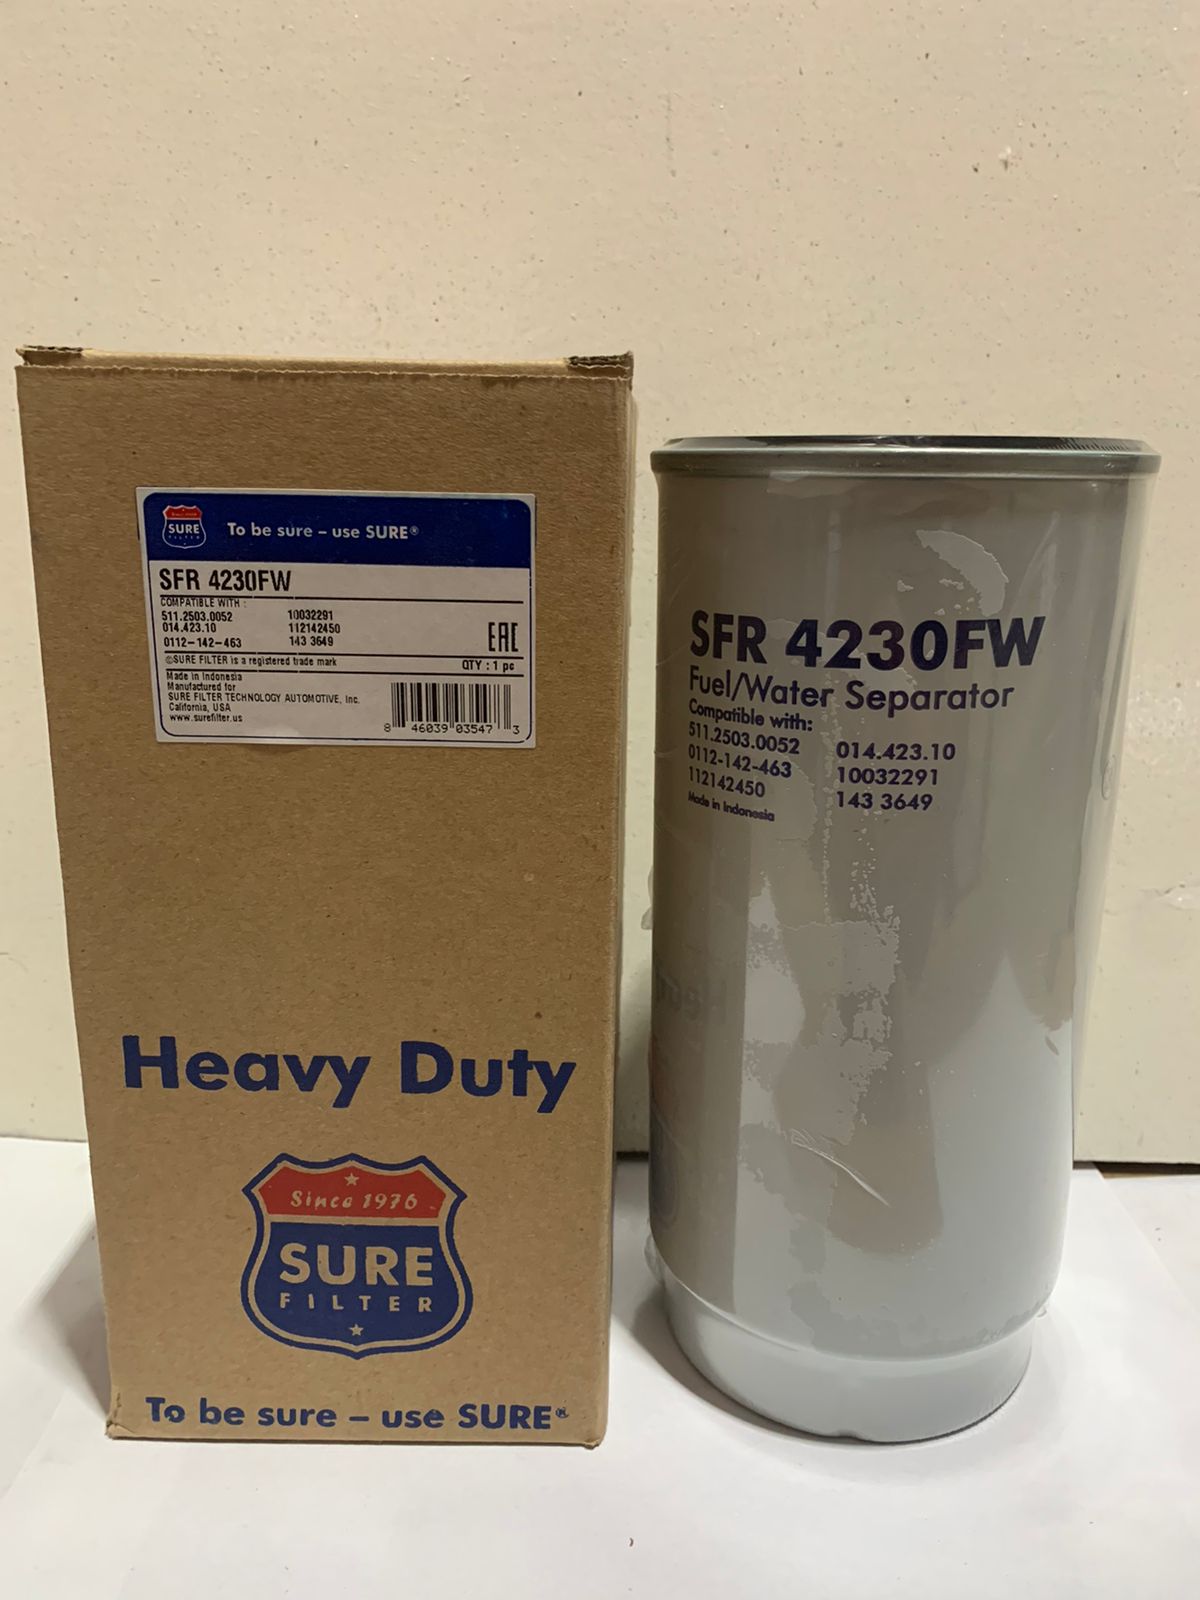 SURE
FILTER
To be sure – use SURE®
SFR 4230FW
COMPATIBLE WITH :
511.2503.0052 10032291
014.423.10 112142450
0112-142-463 143 3649
EAC
©SURE FILTER is a registered trade mark QTY : 1 pc
Made in Indonesia
Manufactured for
SURE FILTER TECHNOLOGY AUTOMOTIVE, Inc.
California, USA
www.surefilter.us
8 46039 03547 3
Heavy Duty
Since 1976
SURE
FILTER
To be sure – use SURE®
SFR 4230FW
Fuel/Water Separator
Compatible with:
511.2503.0052 014.423.10
0112-142-463 10032291
112142450 143 3649
Made in Indonesia